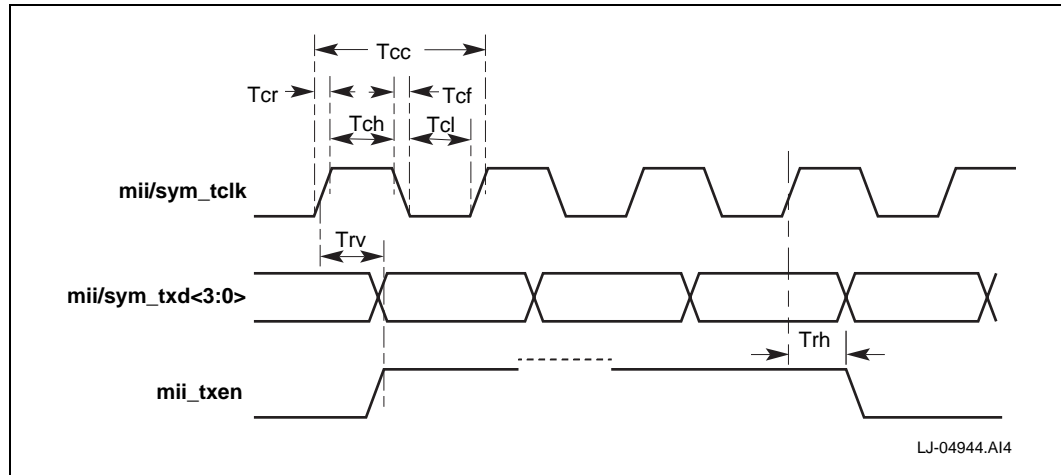 Tcc
Tcr
Tcf
Tch
Tcl
mii/sym_tclk
Trv
mii/sym_txd<3:0>
Trh
mii_txen
LJ-04944.AI4